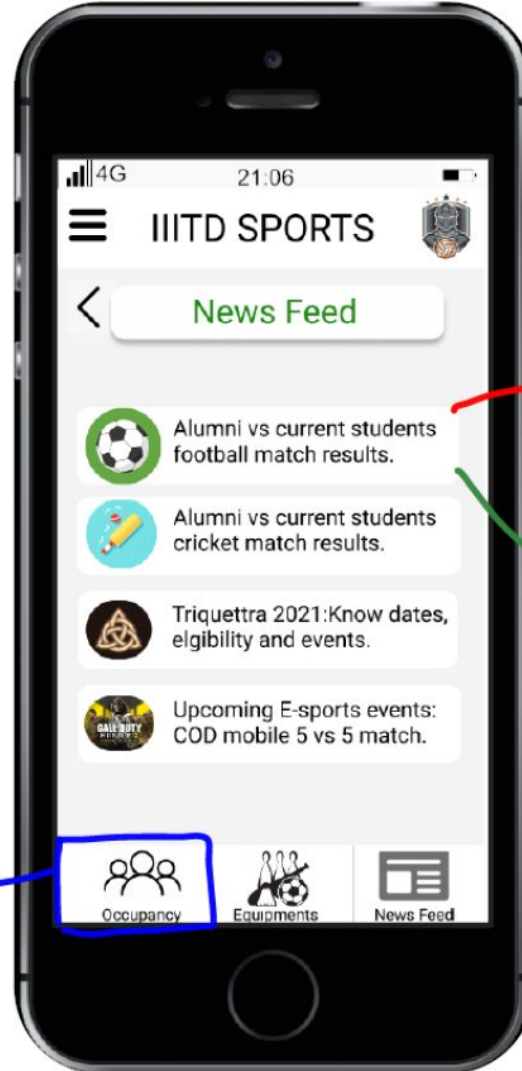 4G 21:06
IIITD SPORTS
News Feed
Alumni vs current students
football match results.
Alumni vs current students
cricket match results.
Triquettra 2021:Know dates,
elgibility and events.
CALL DUTY
Upcoming E-sports events:
COD mobile 5 vs 5 match.
Occupancy Equipments News Feed